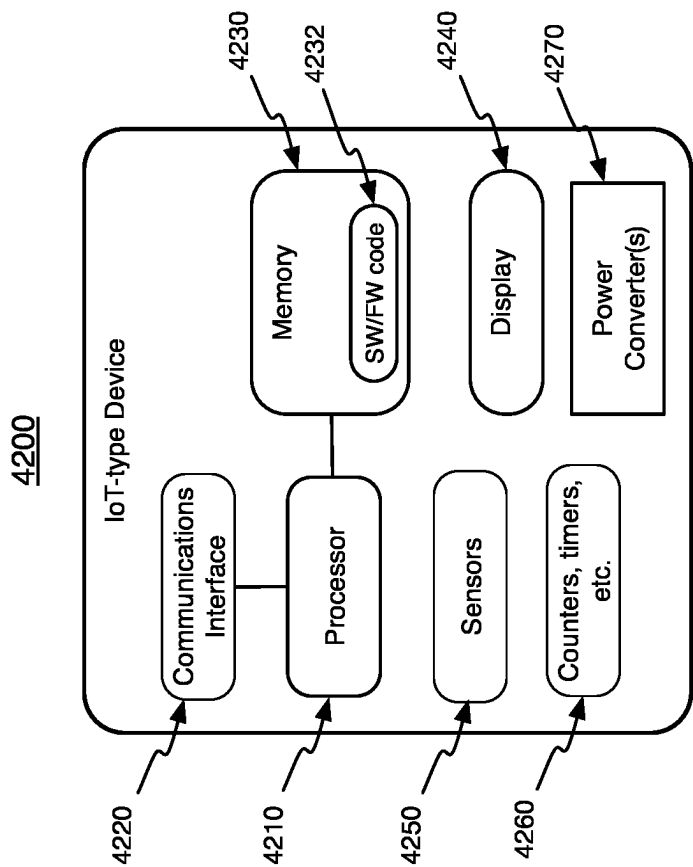 4200
IoT-type Device
4220
Communications
Interface
4210
Processor
4230
Memory
4232
SW/FW code
4250
Sensors
4240
Display
4260
Counters, timers,
etc.
4270
Power
Converter(s)